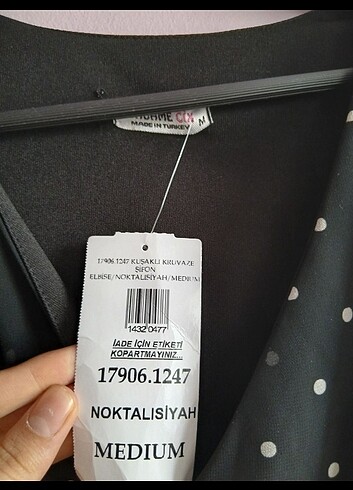 CIX
MADE IN TURKEY
M
17906.1247 KUŞAKLI KRUVAZE
ŞİFON
ELBİSE/NOKTALISİYAH/MEDIUM
1432 0477
İADE İÇİN ETİKETİ
KOPARTMAYINIZ...
17906.1247
NOKTALISİYAH
MEDIUM